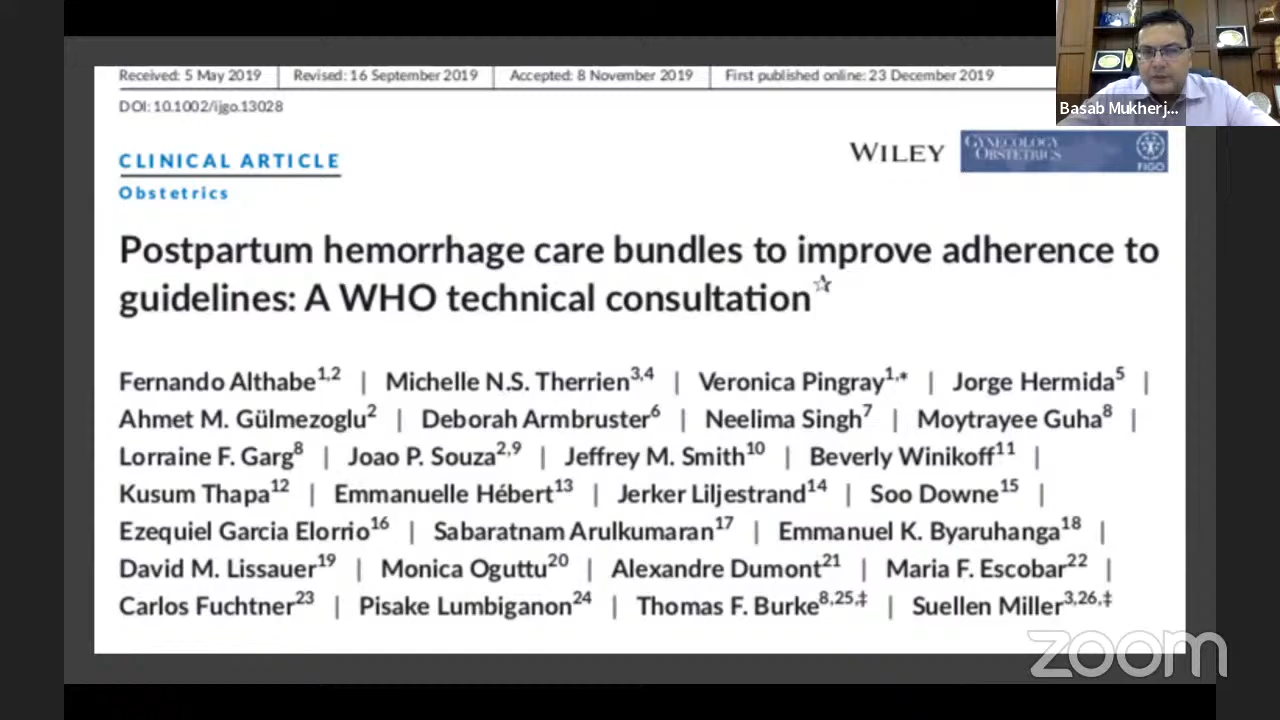 Received: 5 May 2019 | Revised: 16 September 2019 | Accepted: 8 November 2019 | First published online: 23 December 2019
DOI: 10.1002/ijgo.13028
Basab Mukherj...
CLINICAL ARTICLE
Obstetrics
WILEY
GYNECOLOGY
OBSTETRICS
FIGO
Postpartum hemorrhage care bundles to improve adherence to
guidelines: A WHO technical consultation☆
Fernando Althabe1,2 | Michelle N.S. Therrien3,4 | Veronica Pingray1,* | Jorge Hermida5 |
Ahmet M. Gülmezoglu2 | Deborah Armbruster6 | Neelima Singh7 | Moytrayee Guha8 |
Lorraine F. Garg8 | Joao P. Souza2,9 | Jeffrey M. Smith10 | Beverly Winikoff11 |
Kusum Thapa12 | Emmanuelle Hébert13 | Jerker Liljestrand14 | Soo Downe15 |
Ezequiel Garcia Elorrio16 | Sabaratnam Arulkumaran17 | Emmanuel K. Byaruhanga18 |
David M. Lissauer19 | Monica Oguttu20 | Alexandre Dumont21 | Maria F. Escobar22 |
Carlos Fuchtner23 | Pisake Lumbiganon24 | Thomas F. Burke8,25,‡ | Suellen Miller3,26,‡
zoom